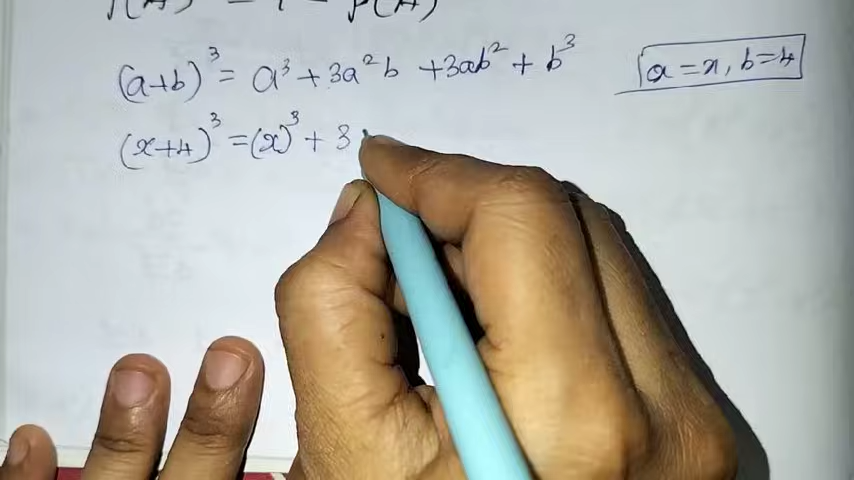 (a+b)³ = a³ + 3a²b + 3ab² + b³
a = x, b = 4
(x+4)³ = (x)³ + 3